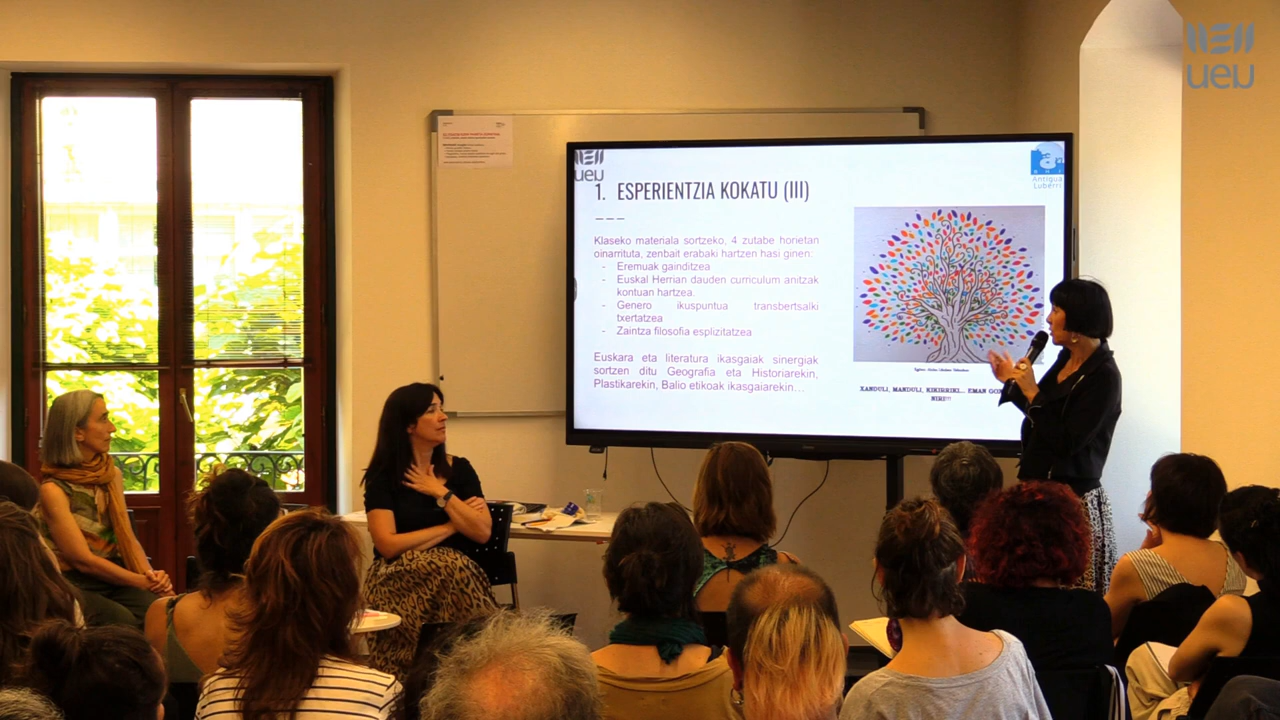 ueu
ueu
BHI
Antigua
Luberri
1. ESPERIENTZIA KOKATU (III)
Klaseko materiala sortzeko, 4 zutabe horietan
oinarrituta, zenbait erabaki hartzen hasi ginen:
- Eremuak gainditzea
- Euskal Herrian dauden curriculum anitzak
kontuan hartzea.
- Genero ikuspuntua transbertsalki
txertatzea
- Zaintza filosofia esplizitatzea
Euskara eta literatura ikasgaiak sinergiak
sortzen ditu Geografia eta Historiarekin,
Plastikarekin, Balio etikoak ikasgaiarekin...
XANDULI, MANDULI, KIKIRRIKI... EMAN
NIRI!!